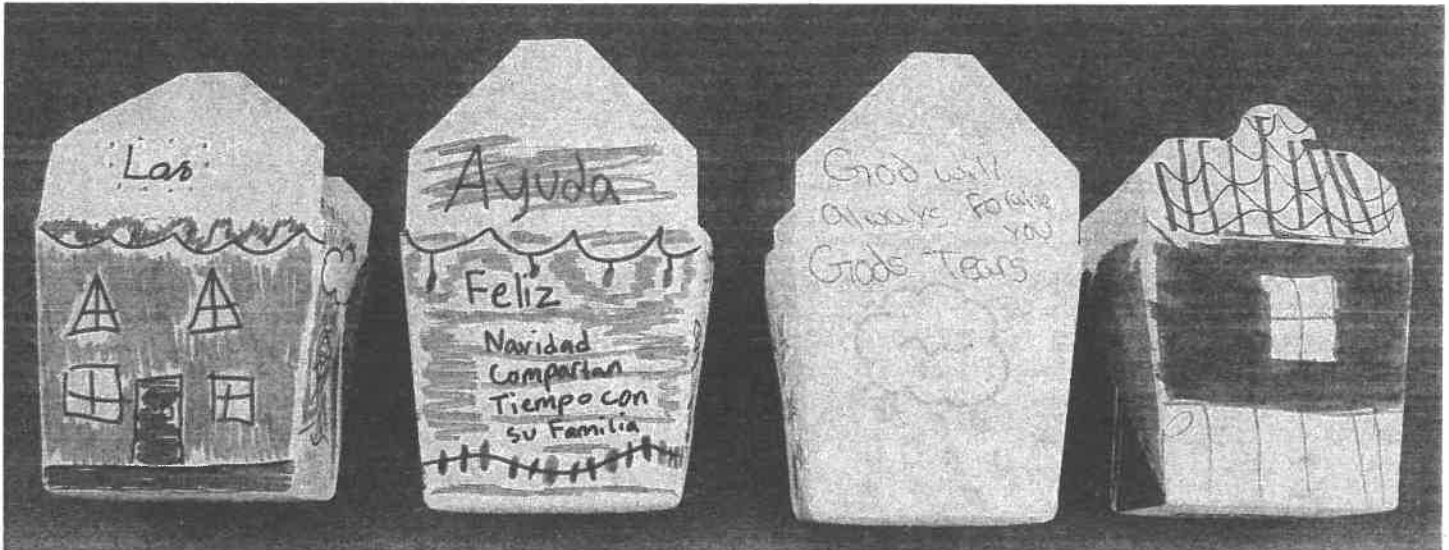 Las
Ayuda
Feliz
Navidad
Compartan
Tiempo con
su Familia
God will
always Forgive
you
Gods Tears